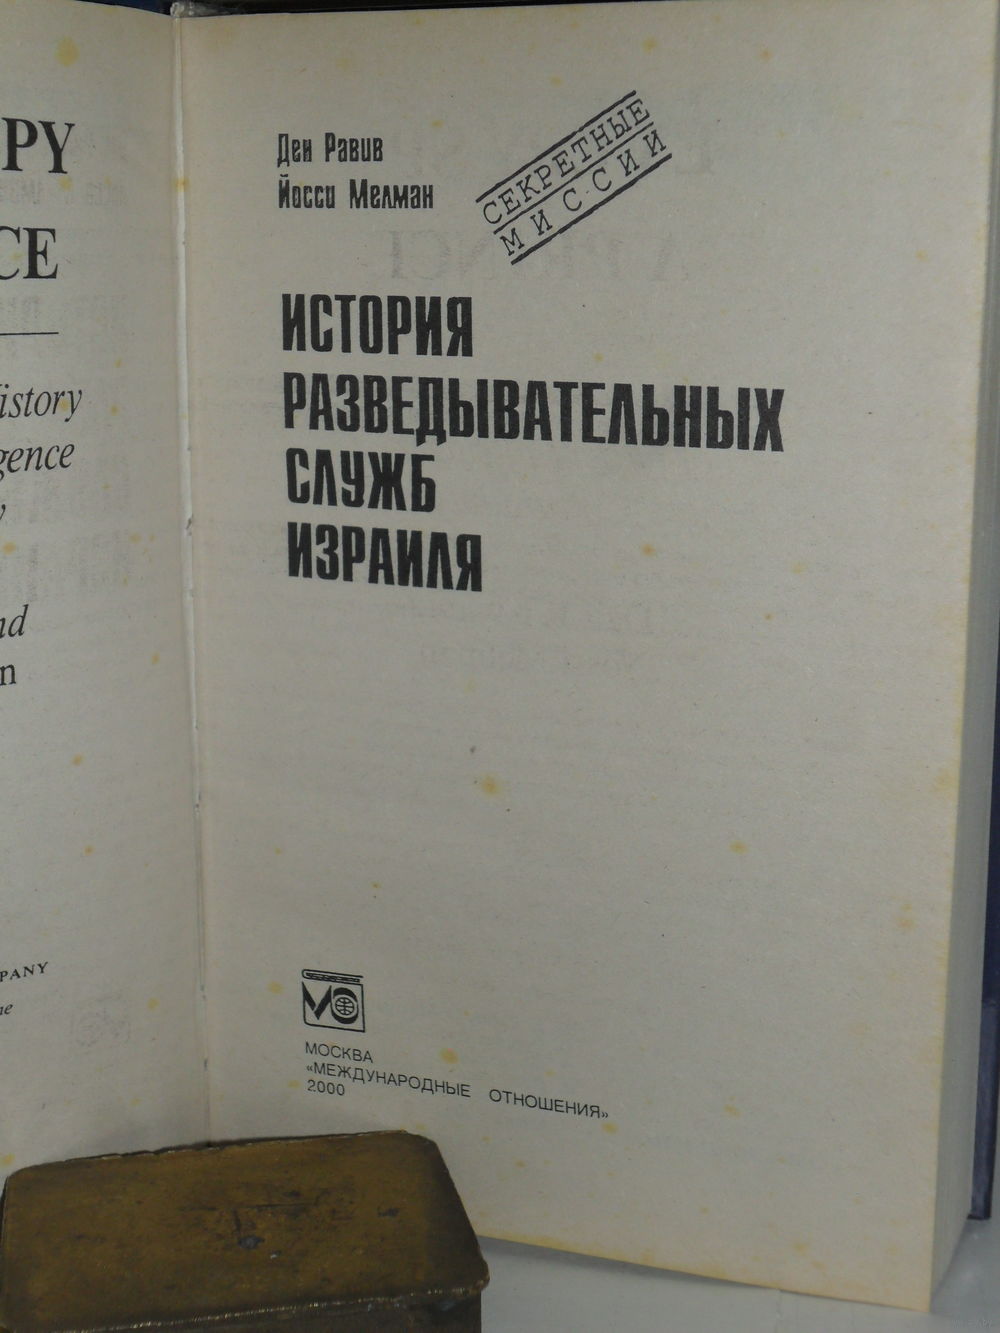 PY
CE
istory
gence
y
nd
n
PANY
ne
Ден Равив
Йосси Мелман
СЕКРЕТНЫЕ
МИССИИ
ИСТОРИЯ
РАЗВЕДЫВАТЕЛЬНЫХ
СЛУЖБ
ИЗРАИЛЯ
МО
МОСКВА
«МЕЖДУНАРОДНЫЕ ОТНОШЕНИЯ»
2000